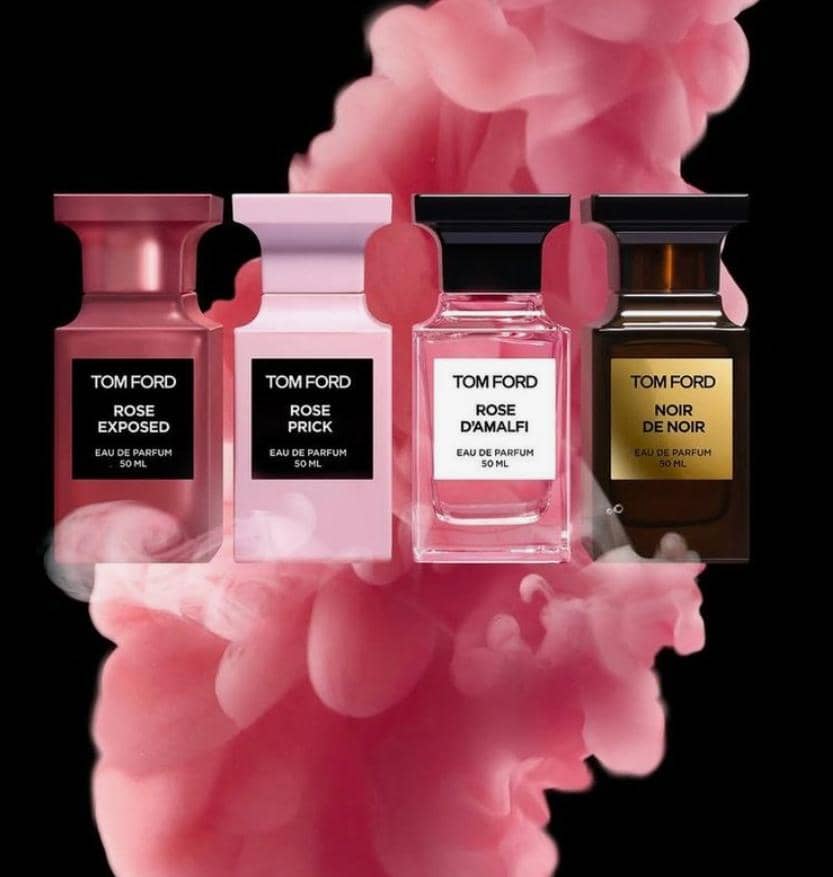 TOM FORD
ROSE
EXPOSED
EAU DE PARFUM
50 ML
TOM FORD
ROSE
PRICK
EAU DE PARFUM
50 ML
TOM FORD
ROSE
D'AMALFI
EAU DE PARFUM
50 ML
TOM FORD
NOIR
DE NOIR
EAU DE PARFUM
50 ML